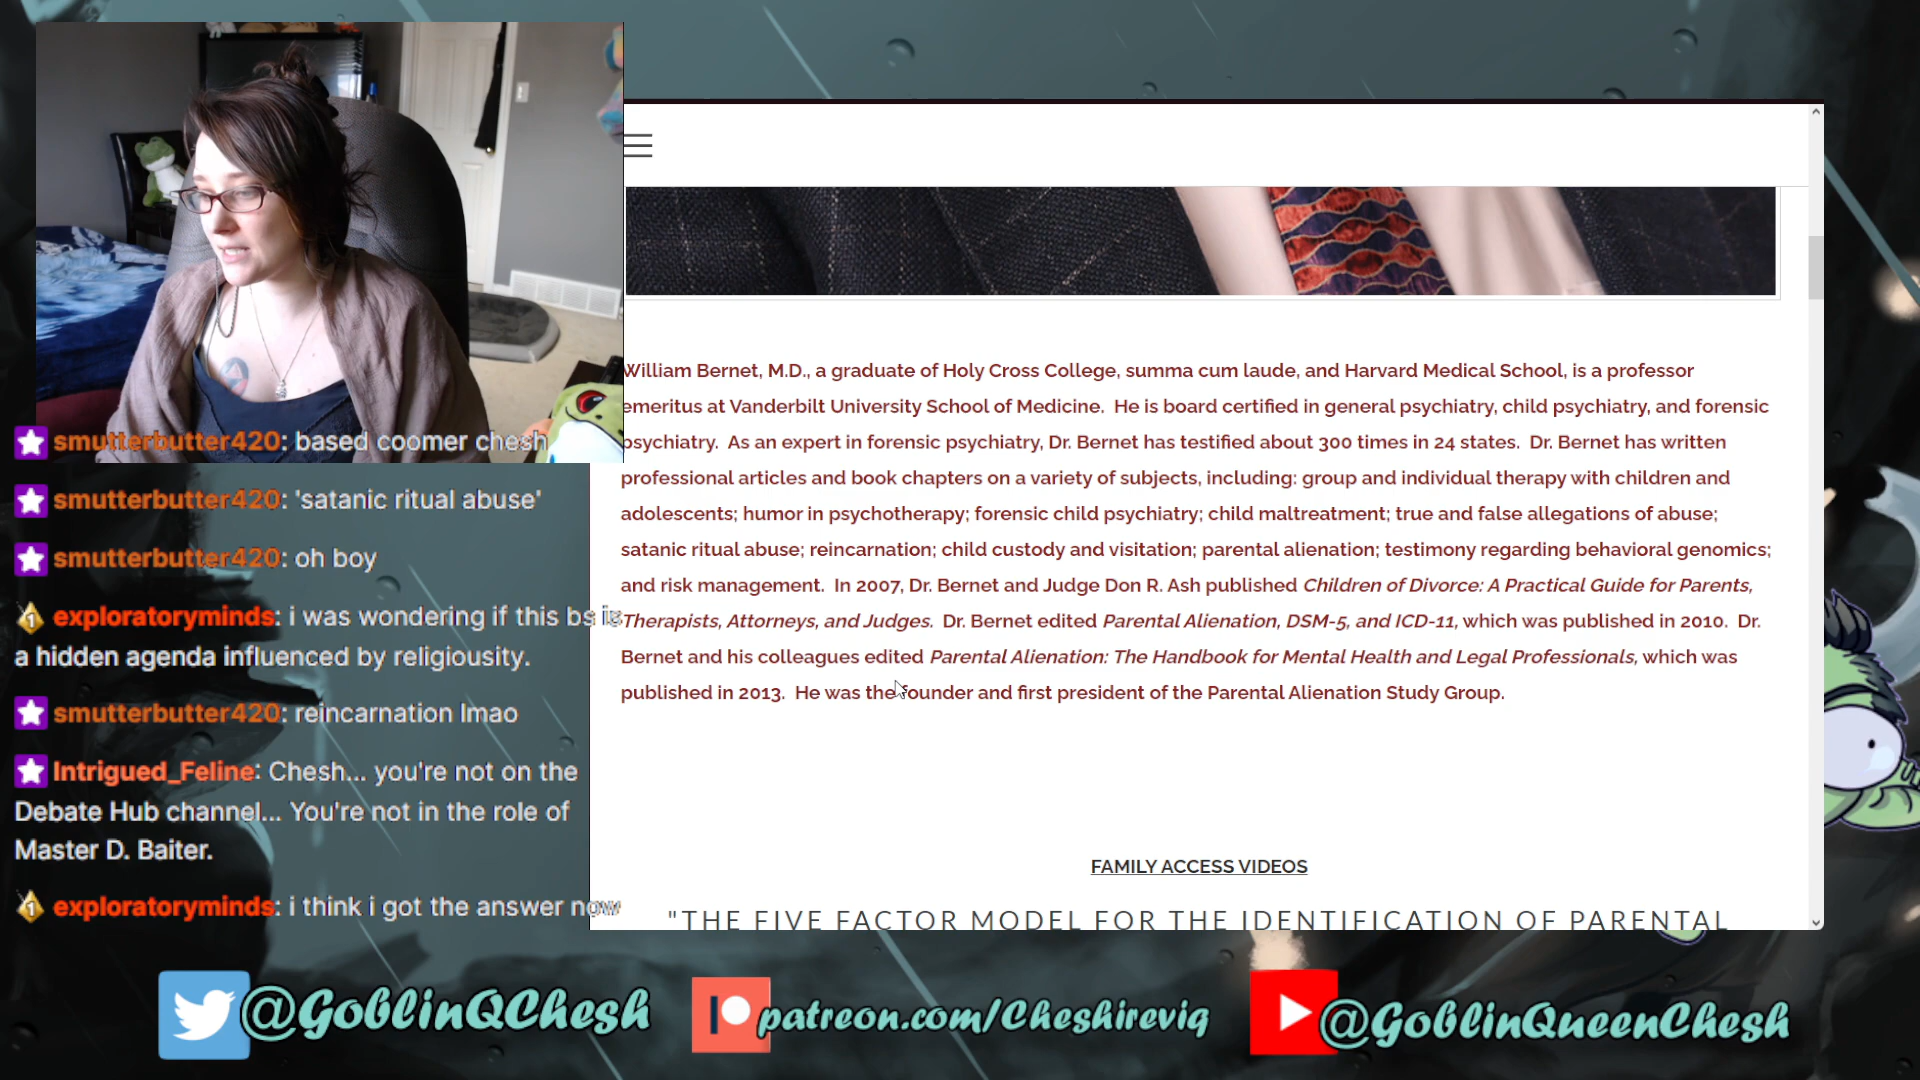 smutterbutter420: based coomer chesh
smutterbutter420: 'satanic ritual abuse'
smutterbutter420: oh boy
exploratoryminds: i was wondering if this bs is
a hidden agenda influenced by religiousity.
smutterbutter420: reincarnation lmao
Intrigued_Feline: Chesh... you're not on the
Debate Hub channel... You're not in the role of
Master D. Baiter.
exploratoryminds: i think i got the answer now
William Bernet, M.D., a graduate of Holy Cross College, summa cum laude, and Harvard Medical School, is a professor
emeritus at Vanderbilt University School of Medicine. He is board certified in general psychiatry, child psychiatry, and forensic
psychiatry. As an expert in forensic psychiatry, Dr. Bernet has testified about 300 times in 24 states. Dr. Bernet has written
professional articles and book chapters on a variety of subjects, including: group and individual therapy with children and
adolescents; humor in psychotherapy; forensic child psychiatry; child maltreatment; true and false allegations of abuse;
satanic ritual abuse; reincarnation; child custody and visitation; parental alienation; testimony regarding behavioral genomics;
and risk management. In 2007, Dr. Bernet and Judge Don R. Ash published Children of Divorce: A Practical Guide for Parents,
Therapists, Attorneys, and Judges. Dr. Bernet edited Parental Alienation, DSM-5, and ICD-11, which was published in 2010. Dr.
Bernet and his colleagues edited Parental Alienation: The Handbook for Mental Health and Legal Professionals, which was
published in 2013. He was the founder and first president of the Parental Alienation Study Group.
FAMILY ACCESS VIDEOS
"THE FIVE FACTOR MODEL FOR THE IDENTIFICATION OF PARENTAL
@GoblinQChesh
patreon.com/Cheshireviq
@GoblinQueenChesh